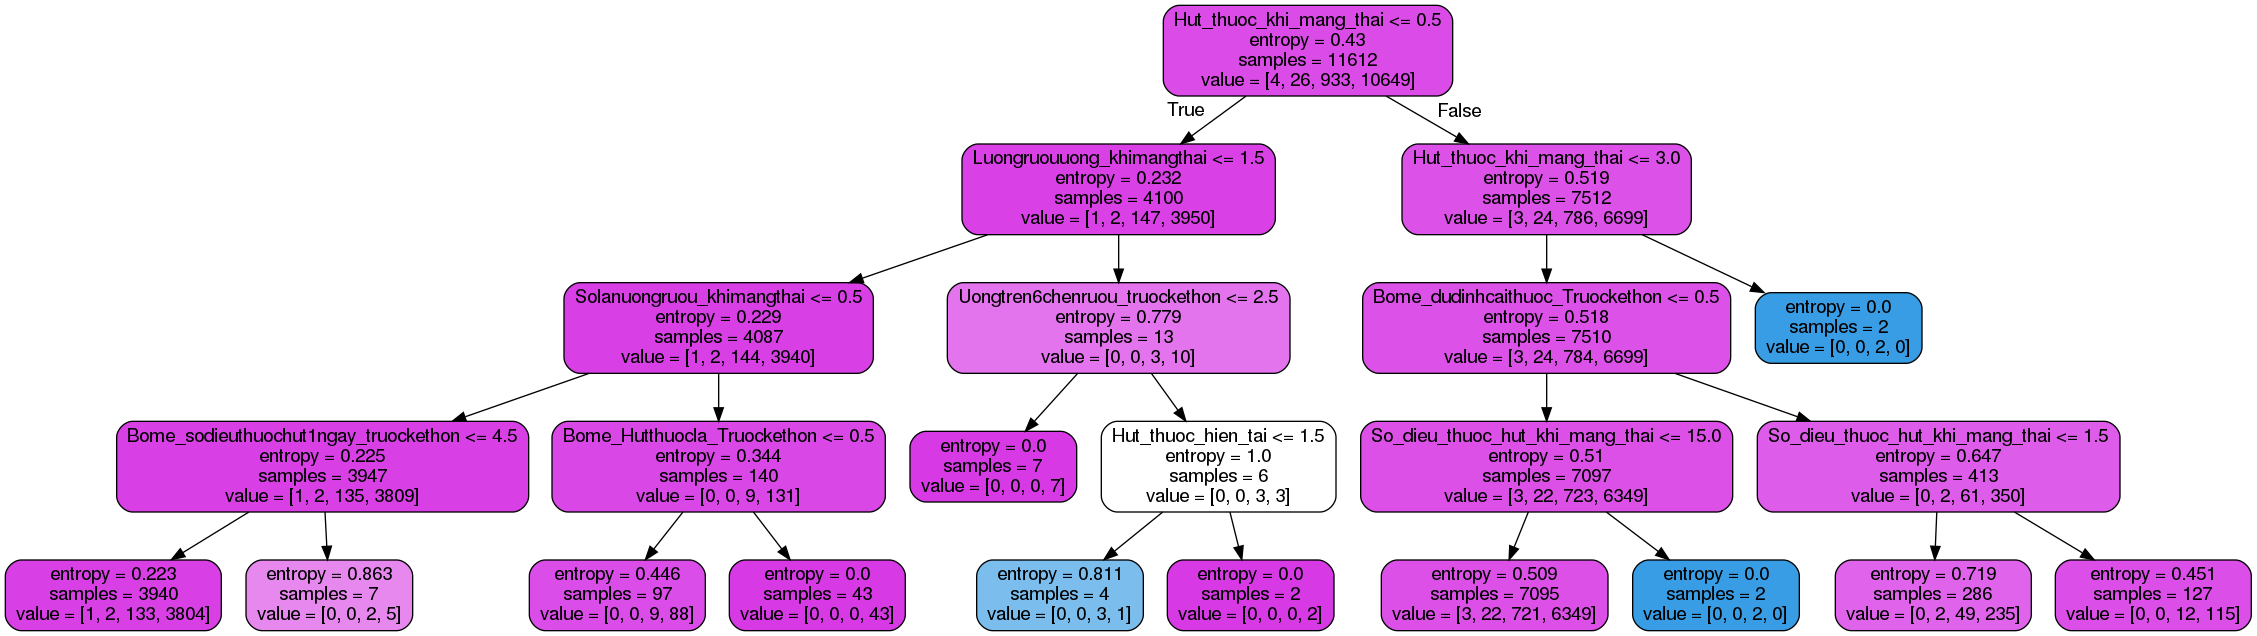 Hut_thuoc_khi_mang_thai <= 0.5
entropy = 0.43
samples = 11612
value = [4, 26, 933, 10649]
True
False
Luongruouuong_khimangthai <= 1.5
entropy = 0.232
samples = 4100
value = [1, 2, 147, 3950]
Hut_thuoc_khi_mang_thai <= 3.0
entropy = 0.519
samples = 7512
value = [3, 24, 786, 6699]
Solanuongruou_khimangthai <= 0.5
entropy = 0.229
samples = 4087
value = [1, 2, 144, 3940]
Uongtren6chenruou_truockethon <= 2.5
entropy = 0.779
samples = 13
value = [0, 0, 3, 10]
Bome_dudinhcaithuoc_Truockethon <= 0.5
entropy = 0.518
samples = 7510
value = [3, 24, 784, 6699]
entropy = 0.0
samples = 2
value = [0, 0, 2, 0]
Bome_sodieuthuochut1ngay_truockethon <= 4.5
entropy = 0.225
samples = 3947
value = [1, 2, 135, 3809]
Bome_Hutthuocla_Truockethon <= 0.5
entropy = 0.344
samples = 140
value = [0, 0, 9, 131]
entropy = 0.0
samples = 7
value = [0, 0, 0, 7]
Hut_thuoc_hien_tai <= 1.5
entropy = 1.0
samples = 6
value = [0, 0, 3, 3]
So_dieu_thuoc_hut_khi_mang_thai <= 15.0
entropy = 0.51
samples = 7097
value = [3, 22, 723, 6349]
So_dieu_thuoc_hut_khi_mang_thai <= 1.5
entropy = 0.647
samples = 413
value = [0, 2, 61, 350]
entropy = 0.223
samples = 3940
value = [1, 2, 133, 3804]
entropy = 0.863
samples = 7
value = [0, 0, 2, 5]
entropy = 0.446
samples = 97
value = [0, 0, 9, 88]
entropy = 0.0
samples = 43
value = [0, 0, 0, 43]
entropy = 0.811
samples = 4
value = [0, 0, 3, 1]
entropy = 0.0
samples = 2
value = [0, 0, 0, 2]
entropy = 0.509
samples = 7095
value = [3, 22, 721, 6349]
entropy = 0.0
samples = 2
value = [0, 0, 2, 0]
entropy = 0.719
samples = 286
value = [0, 2, 49, 235]
entropy = 0.451
samples = 127
value = [0, 0, 12, 115]